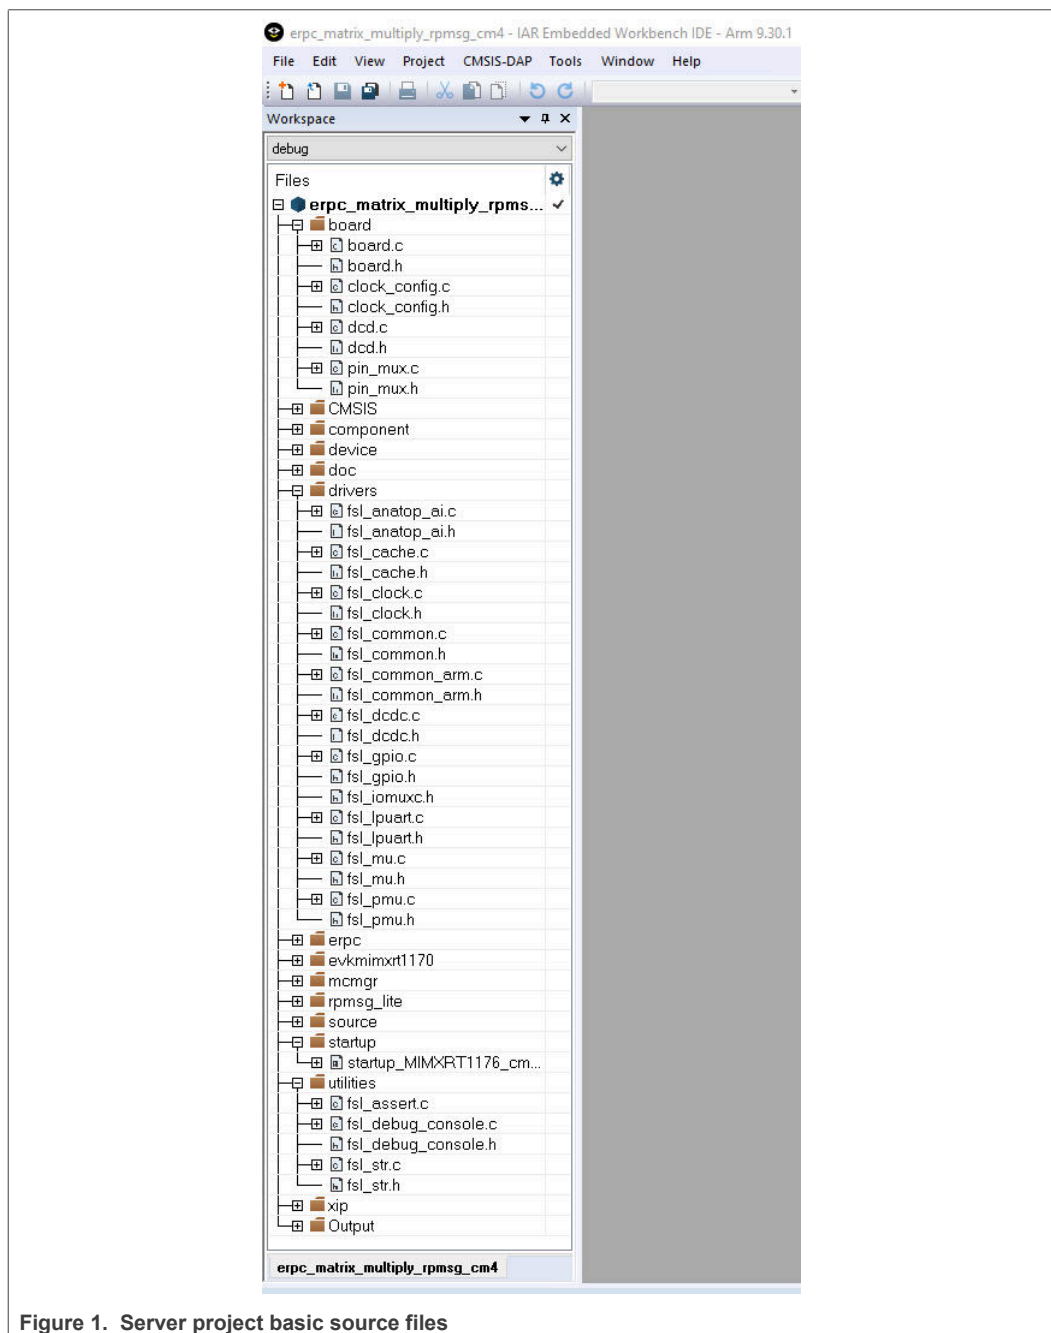 erpc_matrix_multiply_rpmsg_cm4 - IAR Embedded Workbench IDE - Arm 9.30.1
File Edit View Project CMSIS-DAP Tools Window Help
Workspace
debug
Files
erpc_matrix_multiply_rpms...
board
board.c
board.h
clock_config.c
clock_config.h
dcd.c
dcd.h
pin_mux.c
pin_mux.h
CMSIS
component
device
doc
drivers
fsl_anatop_ai.c
fsl_anatop_ai.h
fsl_cache.c
fsl_cache.h
fsl_clock.c
fsl_clock.h
fsl_common.c
fsl_common.h
fsl_common_arm.c
fsl_common_arm.h
fsl_dcdc.c
fsl_dcdc.h
fsl_gpio.c
fsl_gpio.h
fsl_iomuxc.h
fsl_lpuart.c
fsl_lpuart.h
fsl_mu.c
fsl_mu.h
fsl_pmu.c
fsl_pmu.h
erpc
evkmimxrt1170
mcmgr
rpmsg_lite
source
startup
startup_MIMXRT1176_cm...
utilities
fsl_assert.c
fsl_debug_console.c
fsl_debug_console.h
fsl_str.c
fsl_str.h
xip
Output
erpc_matrix_multiply_rpmsg_cm4
Figure 1. Server project basic source files